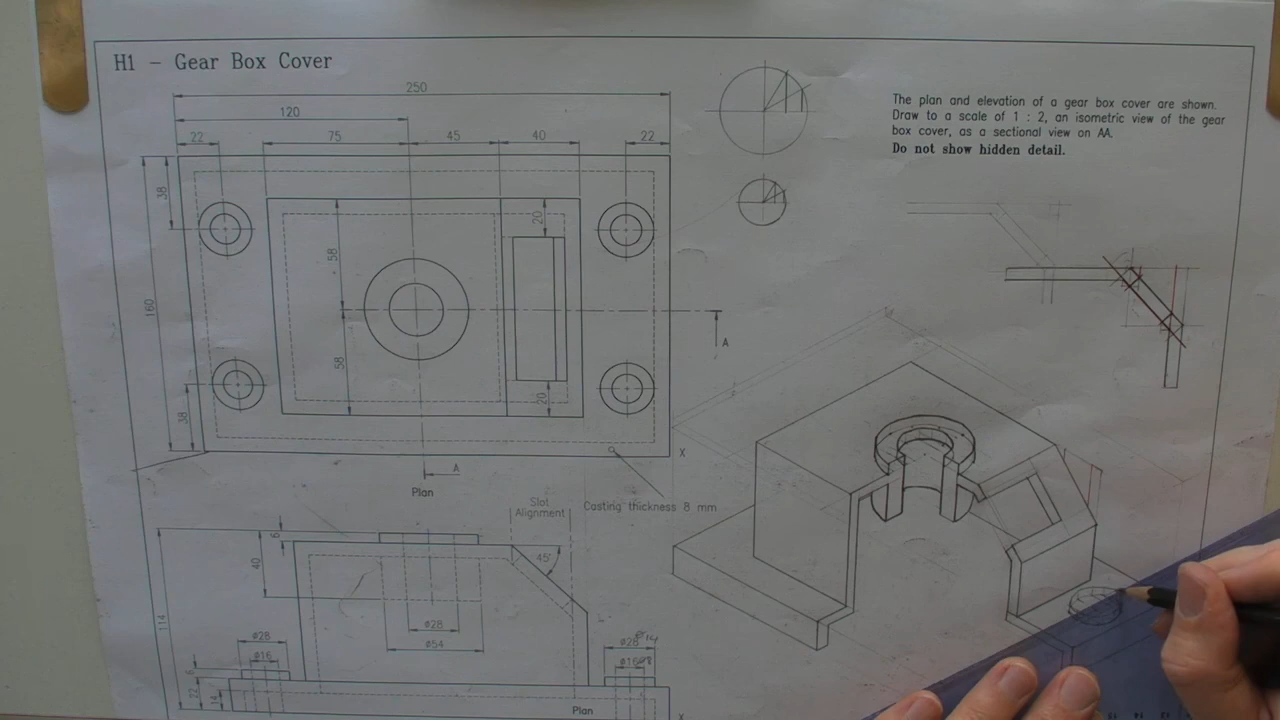 H1 - Gear Box Cover
250
120
22
75
45
40
22
The plan and elevation of a gear box cover are shown.
Draw to a scale of 1 : 2, an isometric view of the gear
box cover, as a sectional view on AA.
Do not show hidden detail.
38
20
58
160
A
58
20
38
X
A
Plan
Slot
Alignment
Casting thickness 8 mm
6
45°
40
114
ø28
ø54
ø28
ø16
6
22
14
ø28
14
ø16
Plan
X